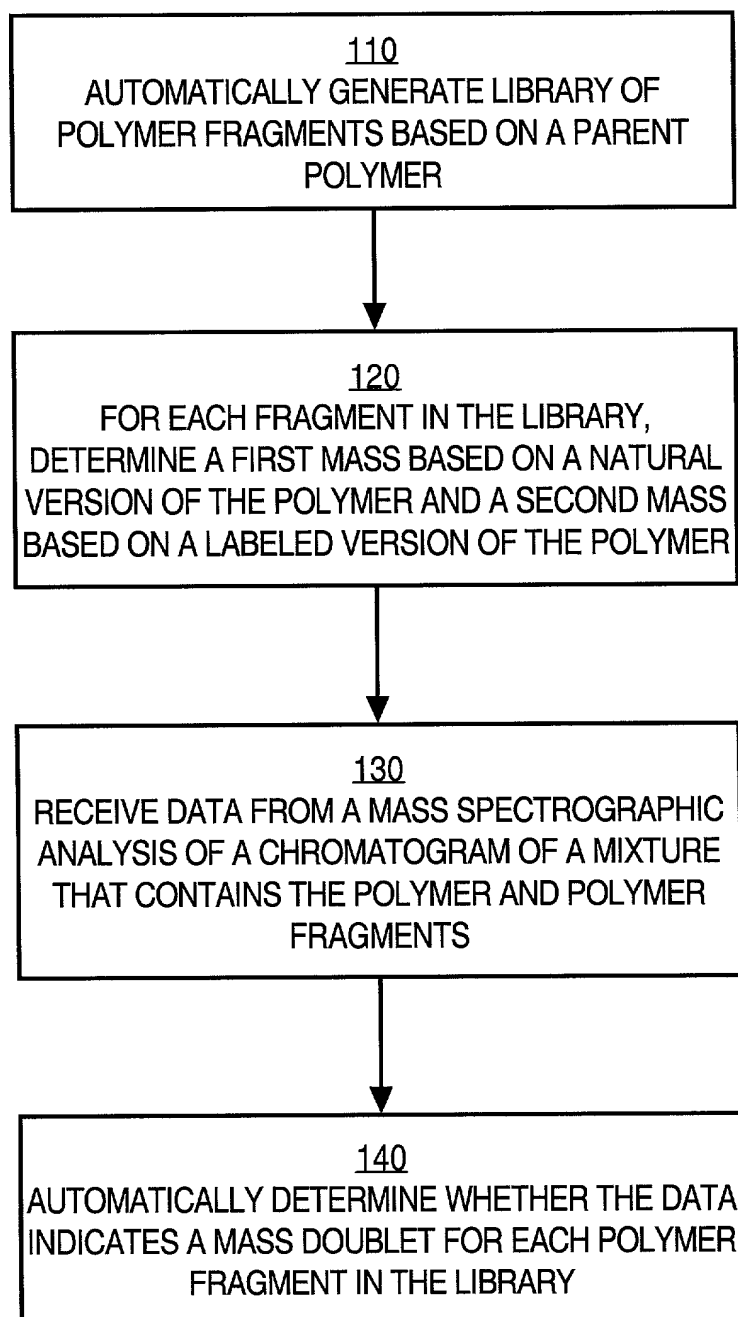 110
AUTOMATICALLY GENERATE LIBRARY OF
POLYMER FRAGMENTS BASED ON A PARENT
POLYMER
120
FOR EACH FRAGMENT IN THE LIBRARY,
DETERMINE A FIRST MASS BASED ON A NATURAL
VERSION OF THE POLYMER AND A SECOND MASS
BASED ON A LABELED VERSION OF THE POLYMER
130
RECEIVE DATA FROM A MASS SPECTROGRAPHIC
ANALYSIS OF A CHROMATOGRAM OF A MIXTURE
THAT CONTAINS THE POLYMER AND POLYMER
FRAGMENTS
140
AUTOMATICALLY DETERMINE WHETHER THE DATA
INDICATES A MASS DOUBLET FOR EACH POLYMER
FRAGMENT IN THE LIBRARY